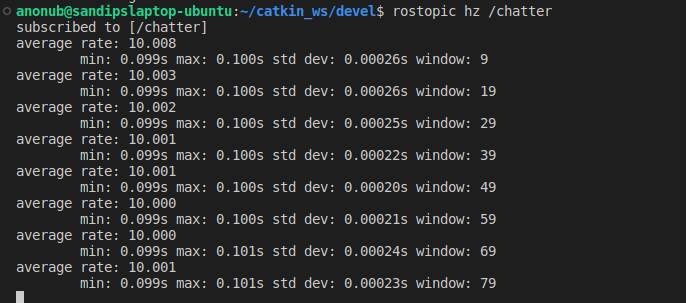 anonub@sandipslaptop-ubuntu:~/catkin_ws/devel$ rostopic hz /chatter
subscribed to [/chatter]
average rate: 10.008
        min: 0.099s max: 0.100s std dev: 0.00026s window: 9
average rate: 10.003
        min: 0.099s max: 0.100s std dev: 0.00026s window: 19
average rate: 10.002
        min: 0.099s max: 0.100s std dev: 0.00025s window: 29
average rate: 10.001
        min: 0.099s max: 0.100s std dev: 0.00022s window: 39
average rate: 10.001
        min: 0.099s max: 0.100s std dev: 0.00020s window: 49
average rate: 10.000
        min: 0.099s max: 0.100s std dev: 0.00021s window: 59
average rate: 10.000
        min: 0.099s max: 0.101s std dev: 0.00024s window: 69
average rate: 10.001
        min: 0.099s max: 0.101s std dev: 0.00023s window: 79